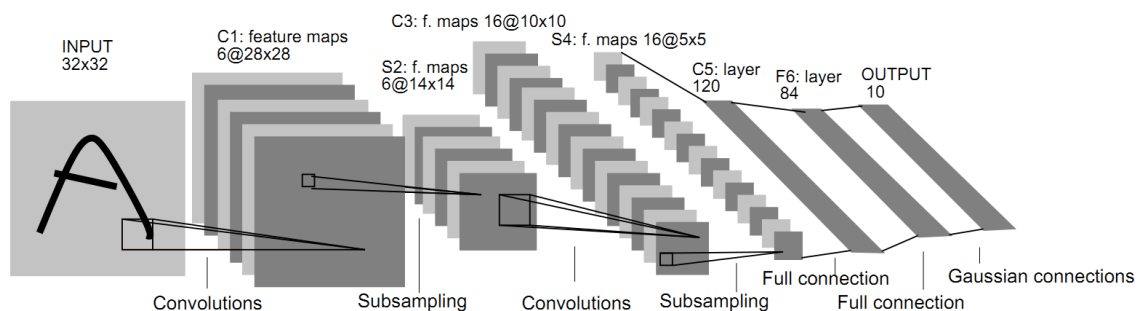 INPUT
32x32
C1: feature maps
6@28x28
S2: f. maps
6@14x14
C3: f. maps 16@10x10
S4: f. maps 16@5x5
C5: layer
120
F6: layer
84
OUTPUT
10
Convolutions
Subsampling
Convolutions
Subsampling
Full connection
Full connection
Gaussian connections